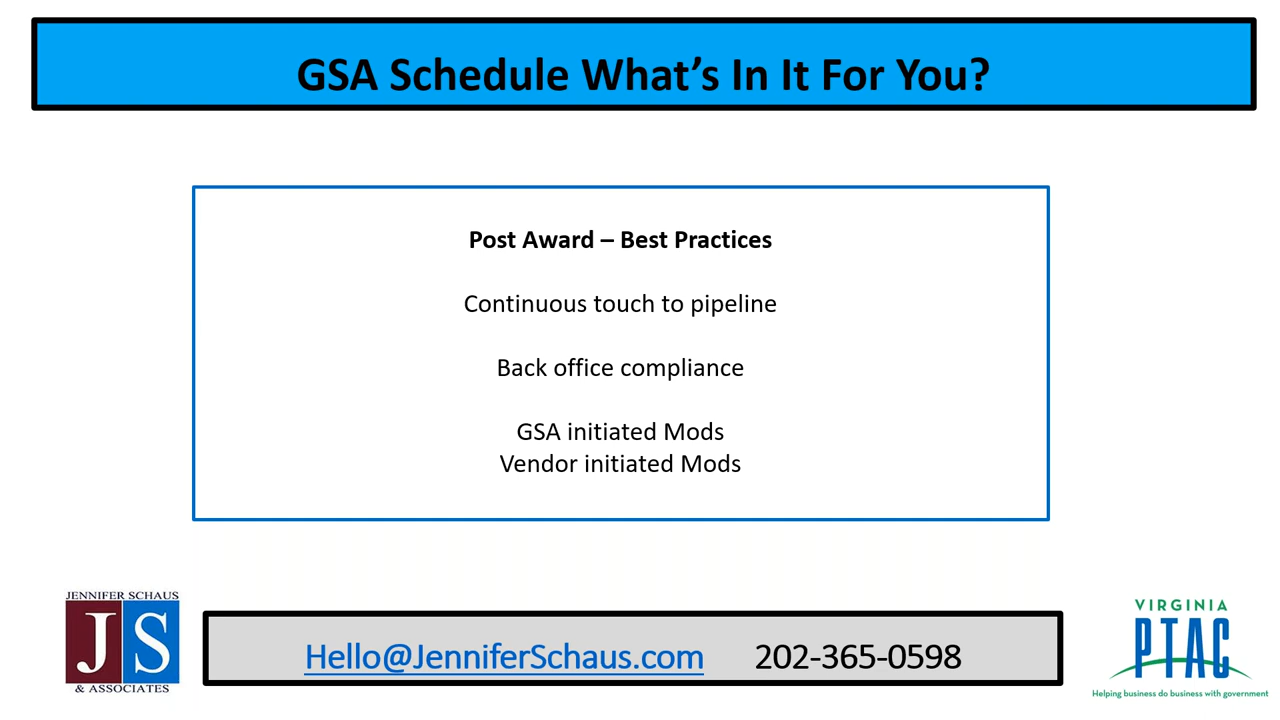 GSA Schedule What's In It For You?
Post Award – Best Practices
Continuous touch to pipeline
Back office compliance
GSA initiated Mods
Vendor initiated Mods
JENNIFER SCHAUS
JS
& ASSOCIATES
Hello@JenniferSchaus.com 202-365-0598
VIRGINIA
PTAC
Helping business do business with government